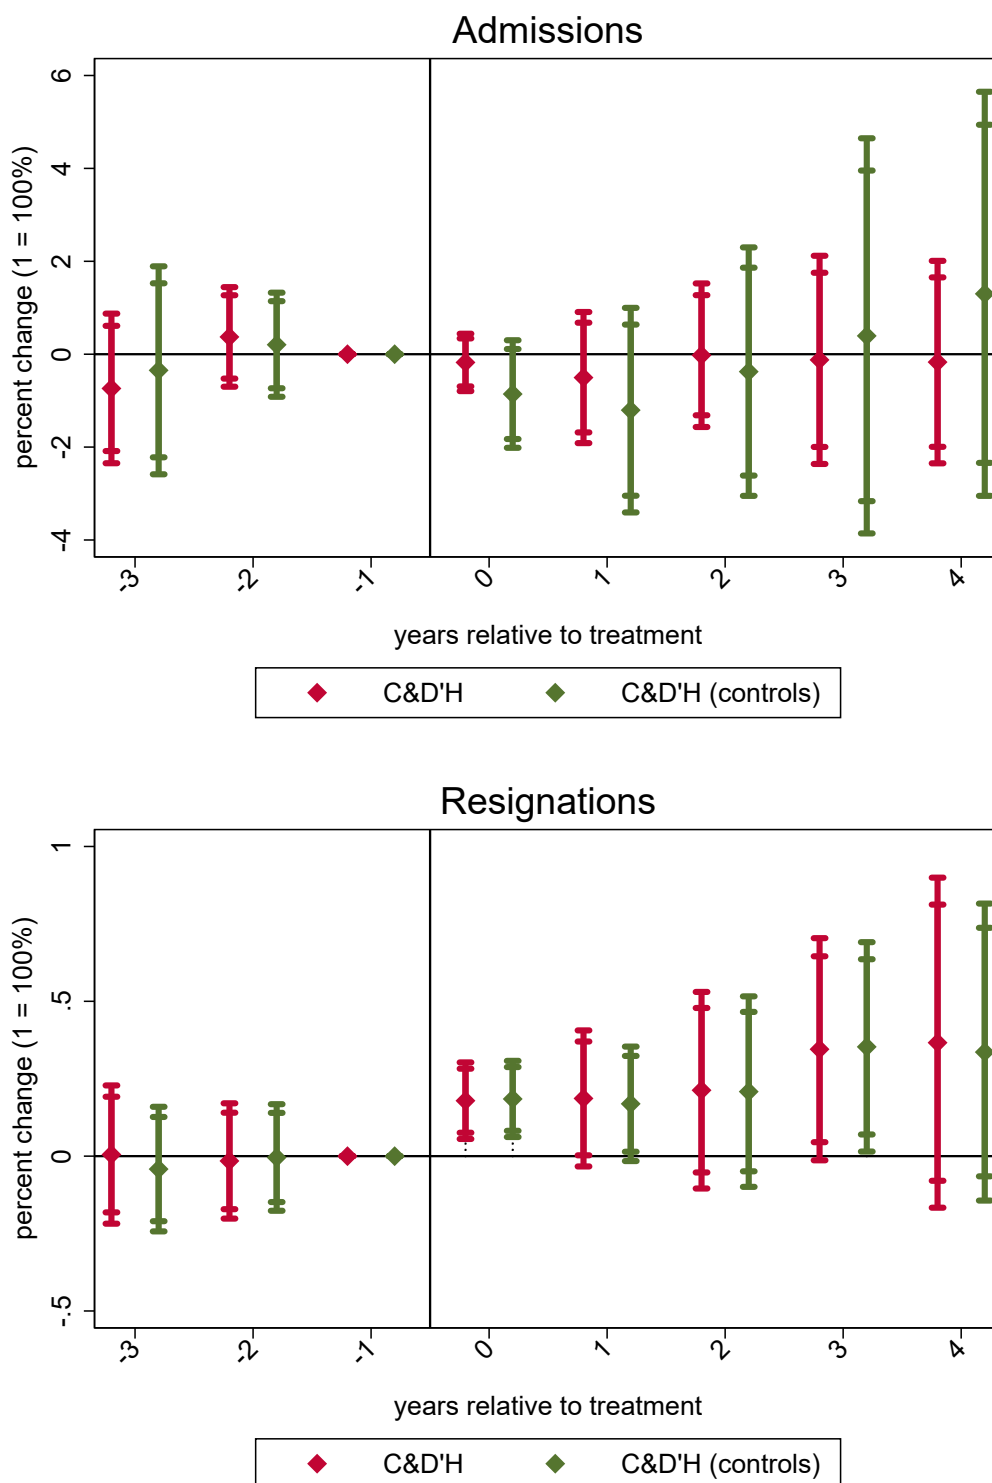 Admissions
percent change (1 = 100%)
6
4
2
0
-2
-4
-3 -2 -1 0 1 2 3 4
years relative to treatment
C&D'H C&D'H (controls)
Resignations
percent change (1 = 100%)
1
.5
0
-.5
-3 -2 -1 0 1 2 3 4
years relative to treatment
C&D'H C&D'H (controls)